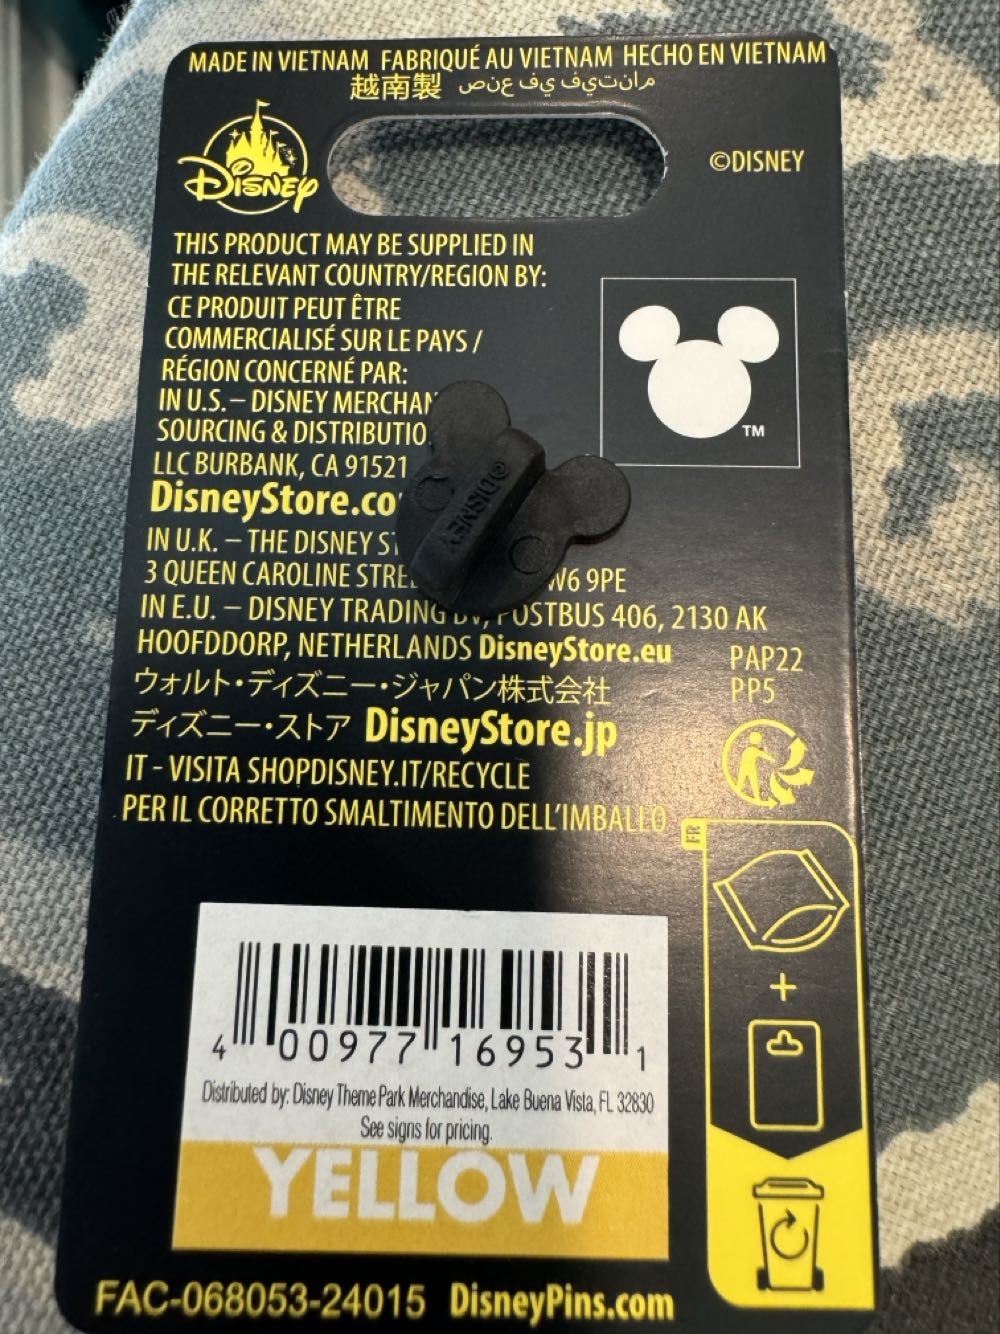 MADE IN VIETNAM FABRIQUÉ AU VIETNAM HECHO EN VIETNAM
越南製 مانتيف يف عنص
Disney
©DISNEY
THIS PRODUCT MAY BE SUPPLIED IN
THE RELEVANT COUNTRY/REGION BY:
CE PRODUIT PEUT ÊTRE
COMMERCIALISÉ SUR LE PAYS /
RÉGION CONCERNÉ PAR:
IN U.S. – DISNEY MERCHAN
SOURCING & DISTRIBUTIO
LLC BURBANK, CA 91521
DisneyStore.co
TM
©DISNEY
IN U.K. – THE DISNEY ST
3 QUEEN CAROLINE STREE W6 9PE
IN E.U. – DISNEY TRADING BV, POSTBUS 406, 2130 AK
HOOFDDORP, NETHERLANDS DisneyStore.eu
PAP22
PP5
ウォルト・ディズニー・ジャパン株式会社
ディズニー・ストア DisneyStore.jp
IT - VISITA SHOPDISNEY.IT/RECYCLE
PER IL CORRETTO SMALTIMENTO DELL'IMBALLO
FR
+
4 00977 16953 1
Distributed by: Disney Theme Park Merchandise, Lake Buena Vista, FL 32830
See signs for pricing.
YELLOW
FAC-068053-24015 DisneyPins.com